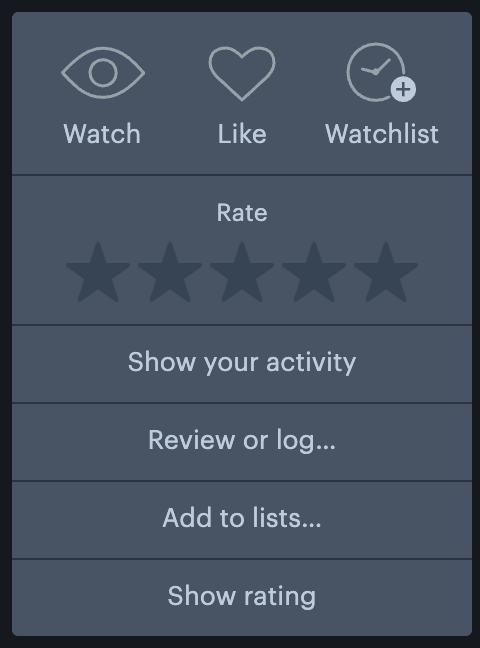 Watch Like Watchlist
Rate
Show your activity
Review or log...
Add to lists...
Show rating